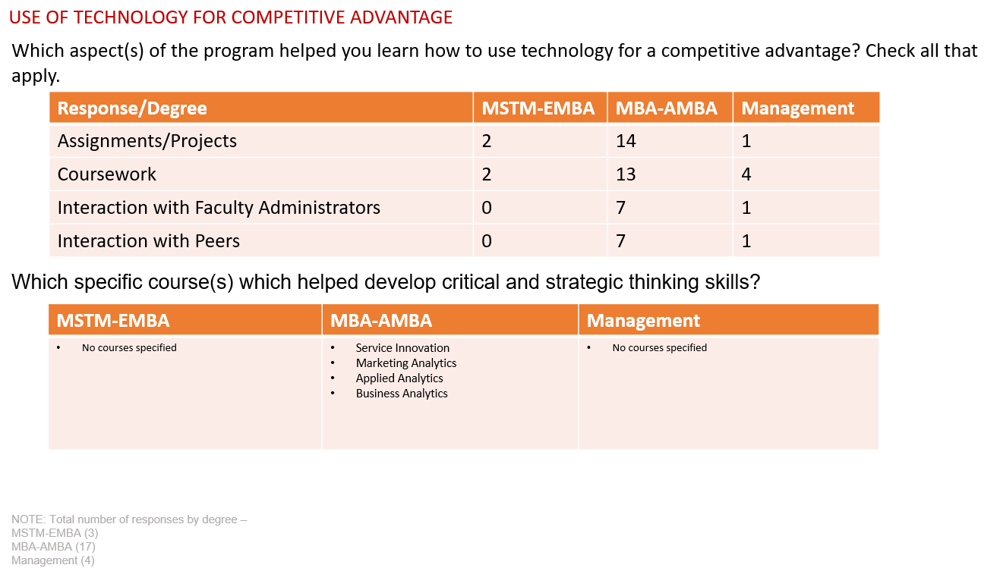 USE OF TECHNOLOGY FOR COMPETITIVE ADVANTAGE
Which aspect(s) of the program helped you learn how to use technology for a competitive advantage? Check all that
apply.
Response/Degree MSTM-EMBA MBA-AMBA Management
Assignments/Projects 2 14 1
Coursework 2 13 4
Interaction with Faculty Administrators 0 7 1
Interaction with Peers 0 7 1
Which specific course(s) which helped develop critical and strategic thinking skills?
MSTM-EMBA MBA-AMBA Management
• No courses specified • Service Innovation • No courses specified
• Marketing Analytics
• Applied Analytics
• Business Analytics
NOTE: Total number of responses by degree –
MSTM-EMBA (3)
MBA-AMBA (17)
Management (4)